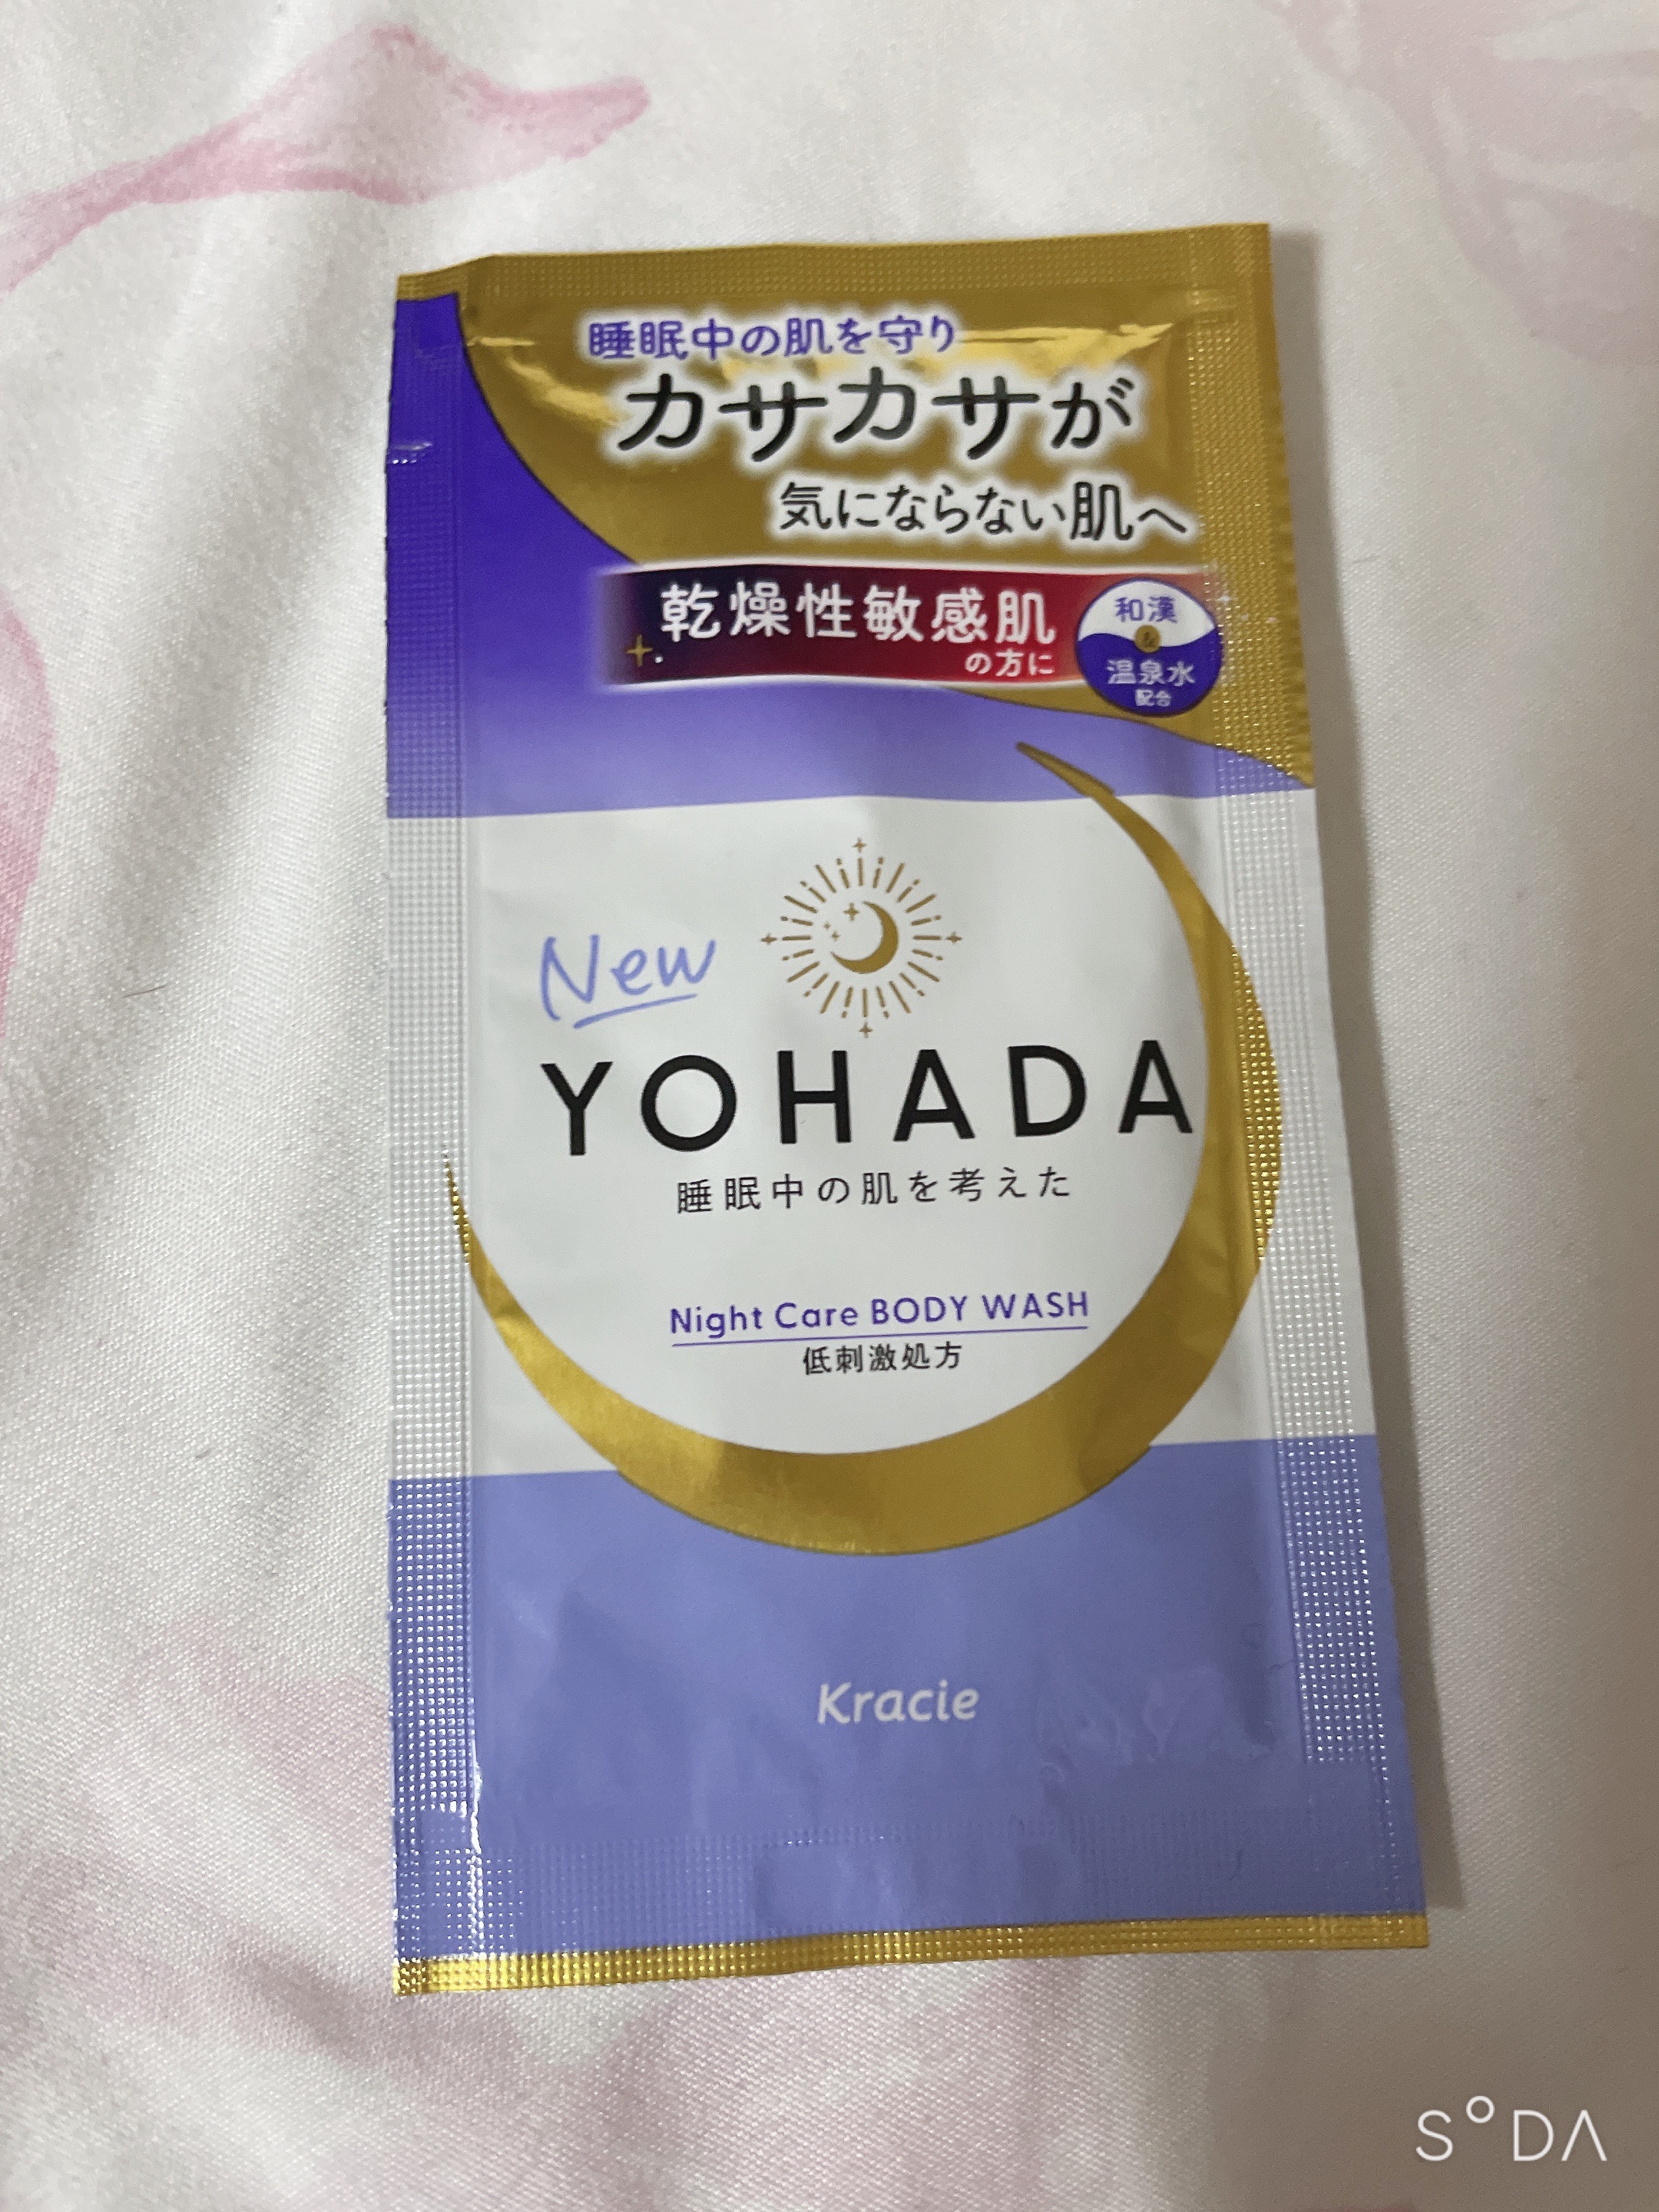 睡眠中の肌を守り
カサカサが
気にならない肌へ
乾燥性敏感肌
の方に
和漢
&
温泉水
配合
New
YOHADA
睡眠中の肌を考えた
Night Care BODY WASH
低刺激処方
Kracie
SODA